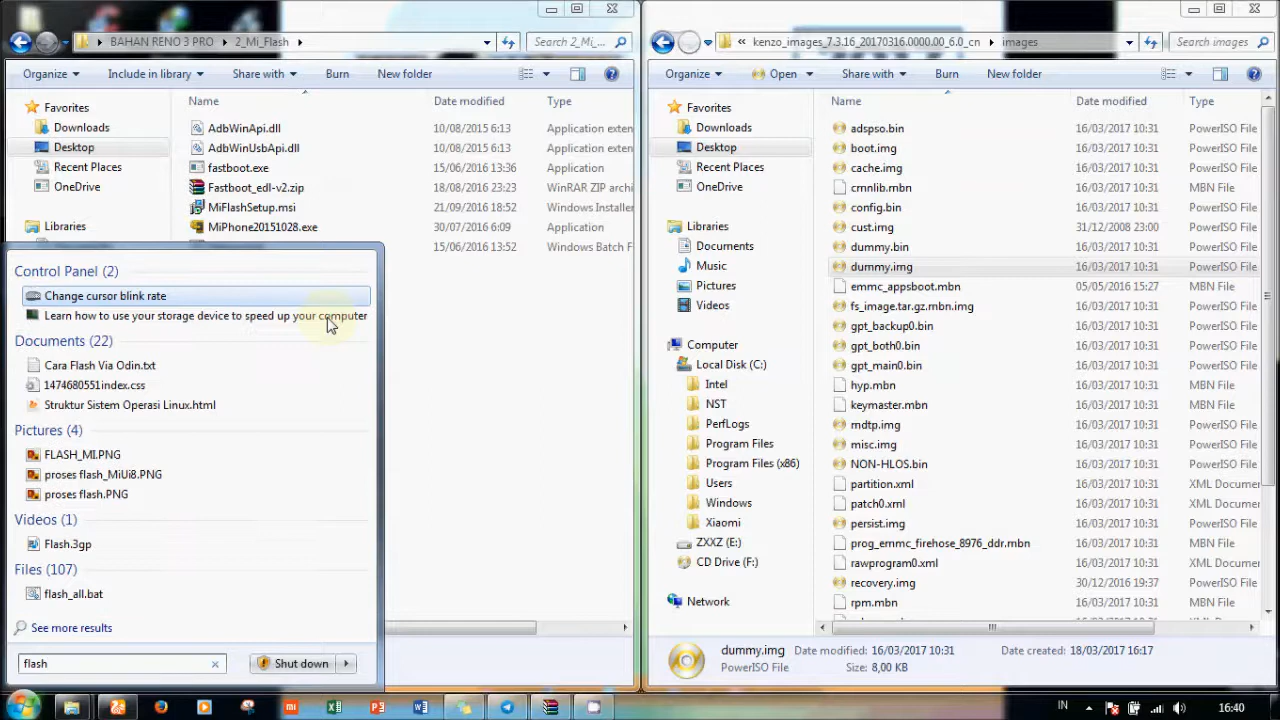 BAHAN RENO 3 PRO
2_Mi_Flash
Search 2_Mi_...
Organize
Include in library
Share with
Burn
New folder
Favorites
Downloads
Desktop
Recent Places
OneDrive
Libraries
Name
Date modified
Type
AdbWinApi.dll
10/08/2015 6:13
Application exten
AdbWinUsbApi.dll
10/08/2015 6:13
Application exten
fastboot.exe
15/06/2016 13:36
Application
Fastboot_edl-v2.zip
18/08/2016 23:23
WinRAR ZIP archi
MiFlashSetup.msi
21/09/2016 18:52
Windows Installer
MiPhone20151028.exe
30/07/2016 6:09
Application
15/06/2016 13:52
Windows Batch F
Control Panel (2)
Change cursor blink rate
Learn how to use your storage device to speed up your computer
Documents (22)
Cara Flash Via Odin.txt
1474680551index.css
Struktur Sistem Operasi Linux.html
Pictures (4)
FLASH_MI.PNG
proses flash_MiUi8.PNG
proses flash.PNG
Videos (1)
Flash.3gp
Files (107)
flash_all.bat
See more results
flash
Shut down
kenzo_images_7.3.16_20170316.0000.00_6.0_cn
images
Search images
Organize
Open
Share with
Burn
New folder
Favorites
Downloads
Desktop
Recent Places
OneDrive
Libraries
Documents
Music
Pictures
Videos
Computer
Local Disk (C:)
Intel
NST
PerfLogs
Program Files
Program Files (x86)
Users
Windows
Xiaomi
ZXXZ (E:)
CD Drive (F:)
Network
Name
Date modified
Type
adspso.bin
16/03/2017 10:31
PowerISO File
boot.img
16/03/2017 10:31
PowerISO File
cache.img
16/03/2017 10:31
PowerISO File
cmnlib.mbn
16/03/2017 10:31
MBN File
config.bin
16/03/2017 10:31
PowerISO File
cust.img
31/12/2008 23:00
PowerISO File
dummy.bin
16/03/2017 10:31
PowerISO File
dummy.img
16/03/2017 10:31
PowerISO File
emmc_appsboot.mbn
05/05/2016 15:27
MBN File
fs_image.tar.gz.mbn.img
16/03/2017 10:31
PowerISO File
gpt_backup0.bin
16/03/2017 10:31
PowerISO File
gpt_both0.bin
16/03/2017 10:31
PowerISO File
gpt_main0.bin
16/03/2017 10:31
PowerISO File
hyp.mbn
16/03/2017 10:31
MBN File
keymaster.mbn
16/03/2017 10:31
MBN File
mdtp.img
16/03/2017 10:31
PowerISO File
misc.img
16/03/2017 10:31
PowerISO File
NON-HLOS.bin
16/03/2017 10:31
PowerISO File
partition.xml
16/03/2017 10:31
XML Docume
patch0.xml
16/03/2017 10:31
XML Docume
persist.img
16/03/2017 10:31
PowerISO File
prog_emmc_firehose_8976_ddr.mbn
16/03/2017 10:31
MBN File
rawprogram0.xml
16/03/2017 10:31
XML Docume
recovery.img
30/12/2016 19:37
PowerISO File
rpm.mbn
16/03/2017 10:31
MBN File
dummy.img
Date modified: 16/03/2017 10:31
Date created: 18/03/2017 16:17
PowerISO File
Size: 8,00 KB
IN
16:40